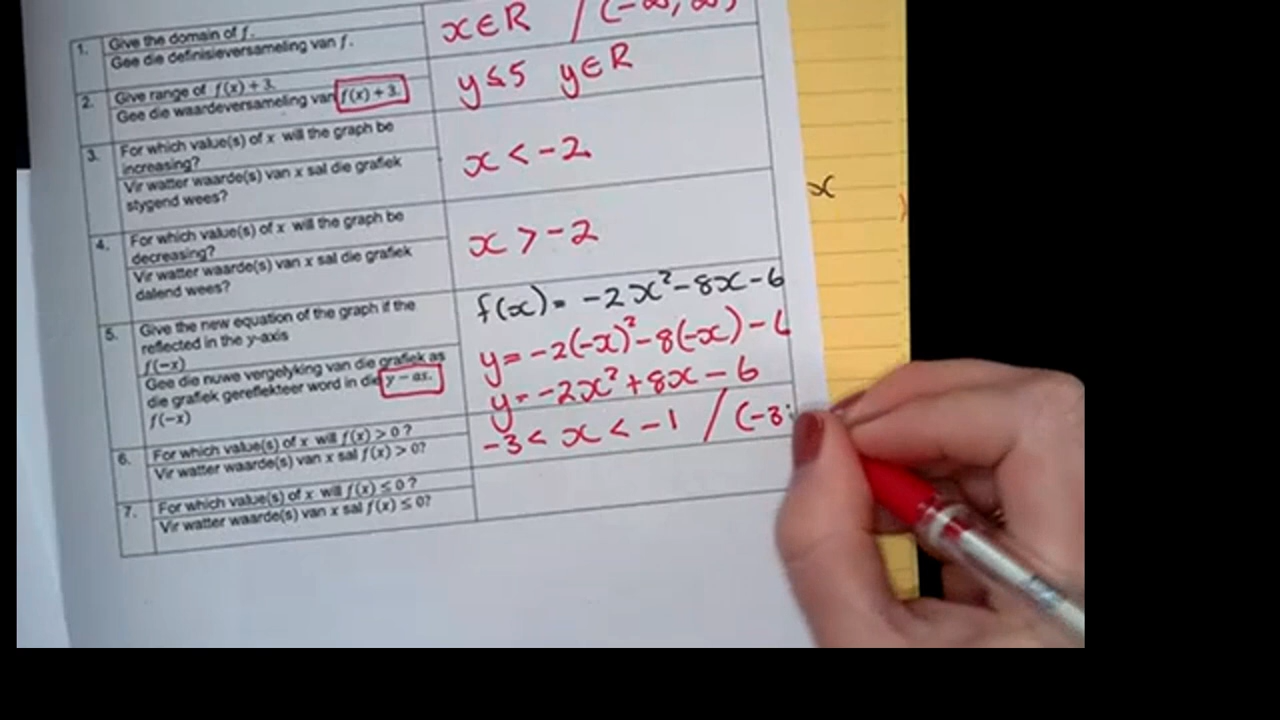 1. Give the domain of f.
Gee die definisieversameling van f.
x ∈ R / (-∞; ∞)
2. Give range of f(x) + 3.
Gee die waardeversameling van f(x) + 3.
y ≤ 5 y ∈ R
3. For which value(s) of x will the graph be
increasing?
Vir watter waarde(s) van x sal die grafiek
stygend wees?
x < -2
x
4. For which value(s) of x will the graph be
decreasing?
Vir watter waarde(s) van x sal die grafiek
dalend wees?
x > -2
5. Give the new equation of the graph if the
reflected in the y-axis
f(-x)
Gee die nuwe vergelyking van die grafiek as
die grafiek gereflekteer word in die y - as.
f(-x)
f(x) = -2x² - 8x - 6
y = -2(-x)² - 8(-x) - 6
y = -2x² + 8x - 6
6. For which value(s) of x will f(x) > 0 ?
Vir watter waarde(s) van x sal f(x) > 0?
-3 < x < -1 / (-3;
7. For which value(s) of x will f(x) ≤ 0 ?
Vir watter waarde(s) van x sal f(x) ≤ 0?